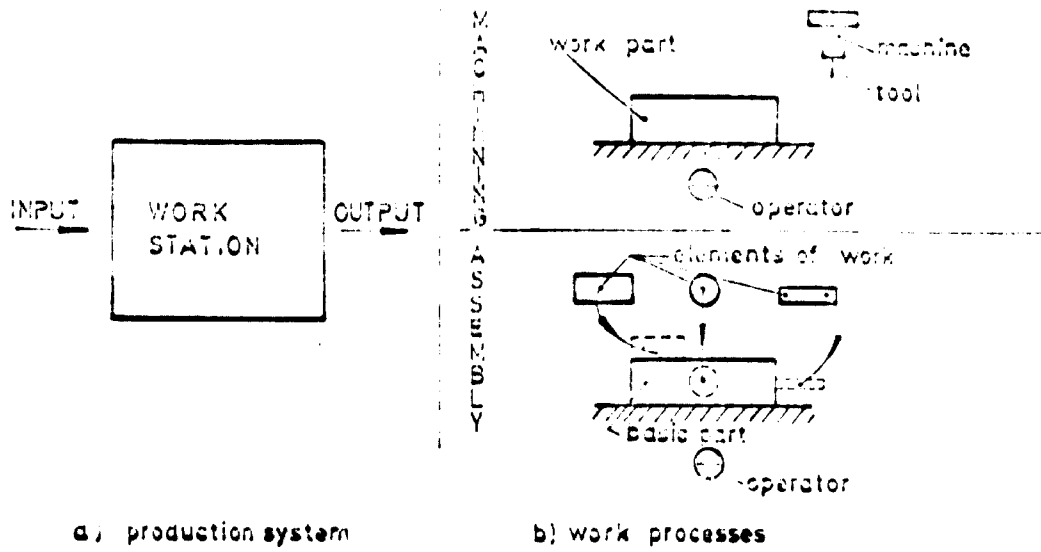 INPUT
WORK
STATION
OUTPUT
a) production system
MACHINING
work part
machine
tool
operator
ASSEMBLY
elements of work
basic part
operator
b) work processes